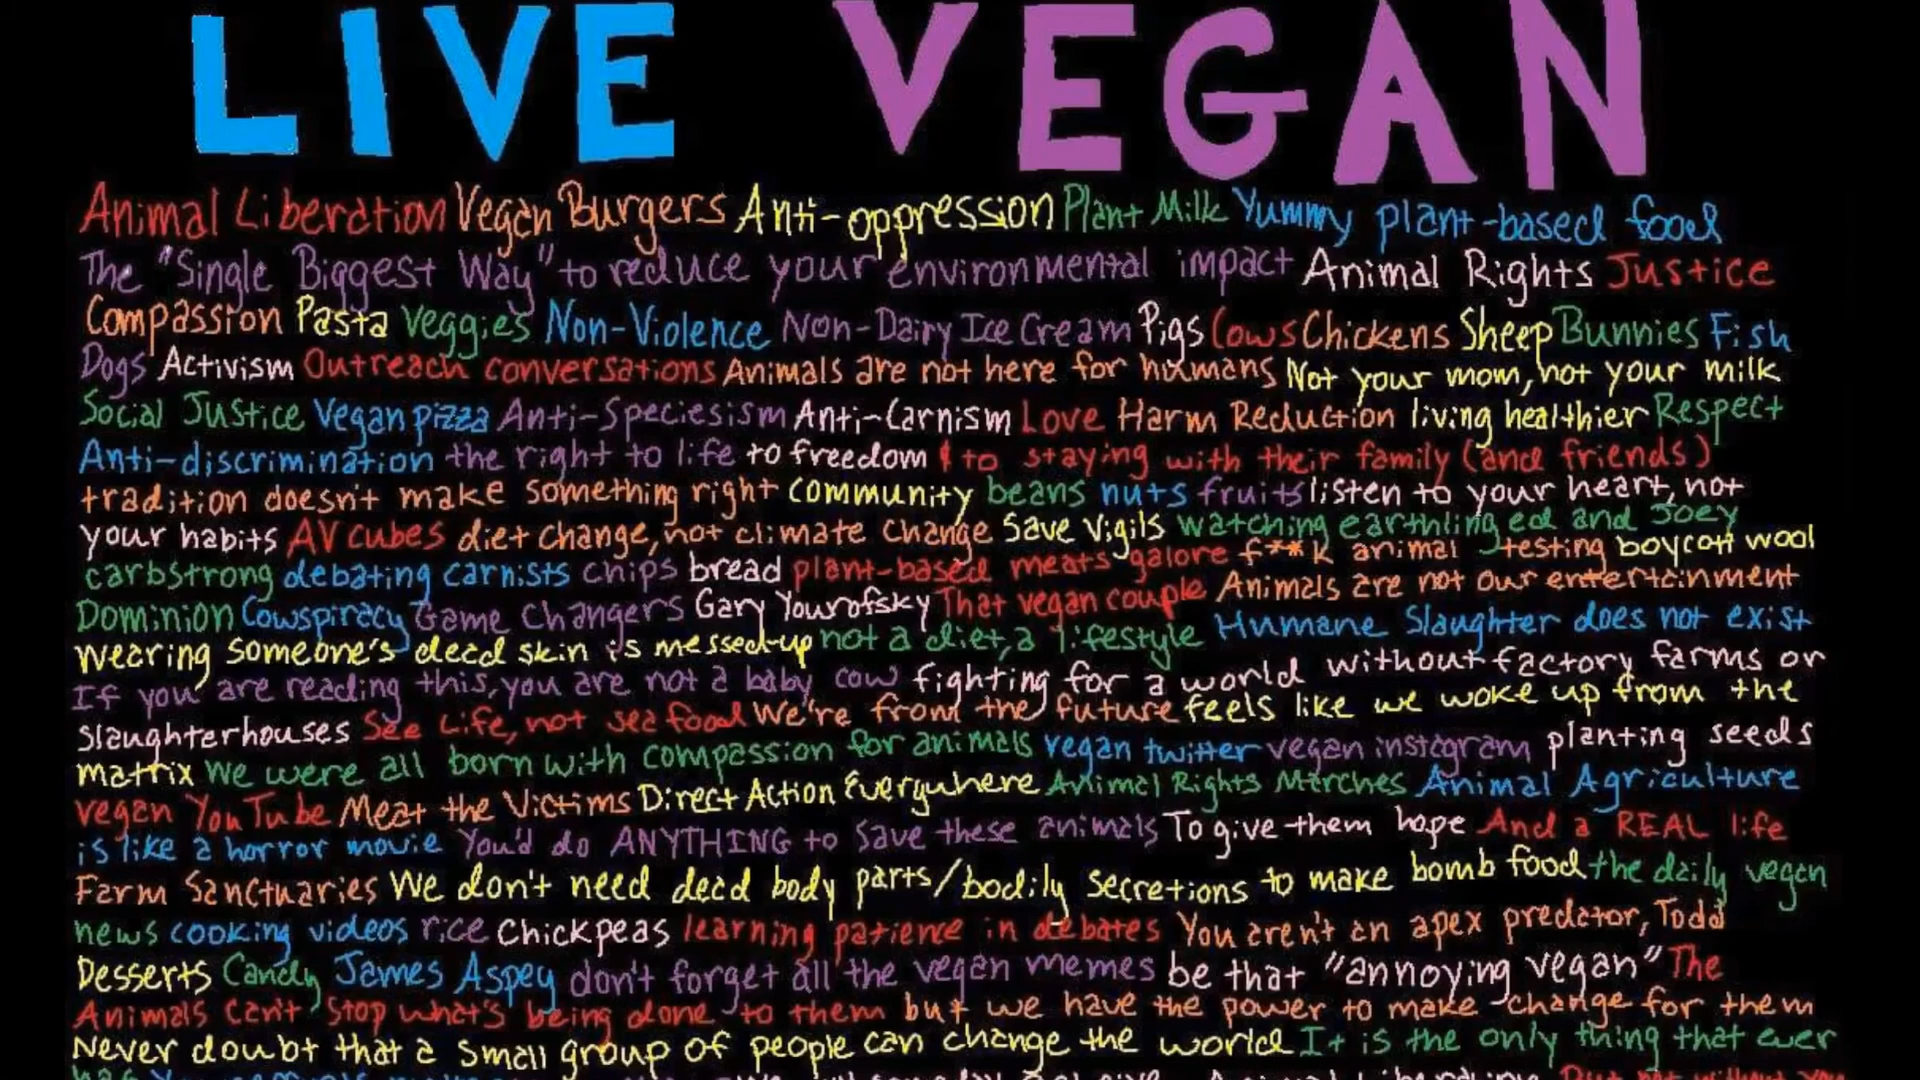 LIVE VEGAN
Animal Liberation Vegan Burgers Anti-oppression Plant Milk Yummy plant-based food
The "Single Biggest Way" to reduce your environmental impact Animal Rights Justice
Compassion Pasta Veggies Non-Violence Non-Dairy Ice Cream Pigs Cows Chickens Sheep Bunnies Fish
Dogs Activism Outreach conversations Animals are not here for humans Not your mom, not your milk
Social Justice Vegan pizza Anti-Speciesism Anti-Carnism Love Harm Reduction living healthier Respect
Anti-discrimination the right to life to freedom & to staying with their family (and friends)
tradition doesn't make something right community beans nuts fruits listen to your heart, not
your habits AV cubes diet change, not climate change Save Vigils watching earthling ed and Joey
carbstrong debating carnists chips bread plant-based meats galore f**k animal testing boycott wool
Dominion Cowspiracy Game Changers Gary Yourofsky That vegan couple Animals are not our entertainment
wearing someone's dead skin is messed-up not a diet, a lifestyle Humane Slaughter does not exist
If you are reading this, you are not a baby cow fighting for a world without factory farms or
slaughterhouses See Life, not sea food We're from the future feels like we woke up from the
matrix We were all born with compassion for animals vegan twitter vegan instagram planting seeds
vegan YouTube Meat the Victims Direct Action Everywhere Animal Rights Marches Animal Agriculture
is like a horror movie You'd do ANYTHING to save these animals To give them hope And a REAL life
Farm Sanctuaries We don't need dead body parts/bodily secretions to make bomb food the daily vegan
news cooking videos rice chickpeas learning patience in debates You aren't an apex predator, Todd
Desserts Candy James Aspey don't forget all the vegan memes be that "annoying vegan" The
Animals can't stop what's being done to them but we have the power to make change for them
Never doubt that a small group of people can change the world It is the only thing that ever